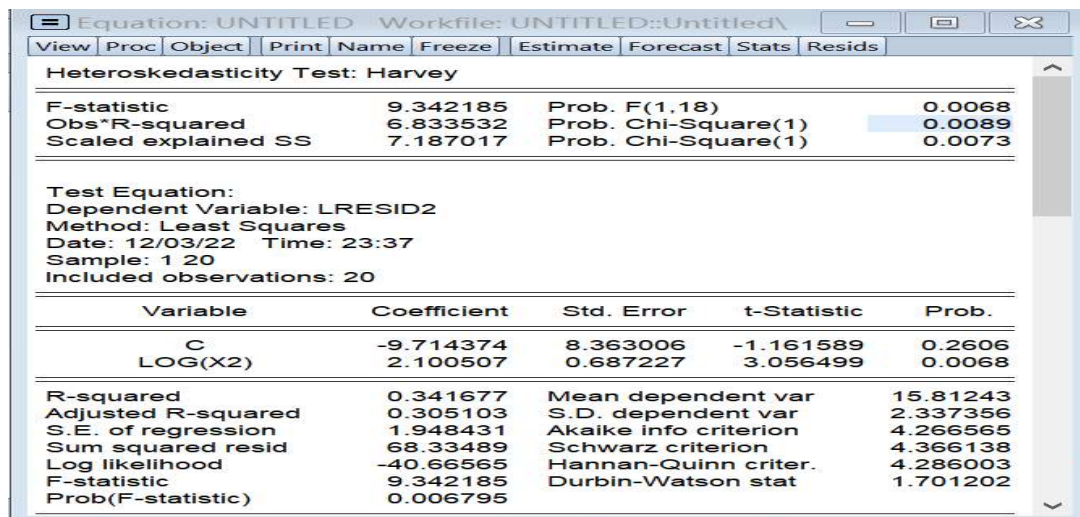 Equation: UNTITLED Workfile: UNTITLED::Untitled\
View Proc Object Print Name Freeze Estimate Forecast Stats Resids
Heteroskedasticity Test: Harvey
F-statistic 9.342185 Prob. F(1,18) 0.0068
Obs*R-squared 6.833532 Prob. Chi-Square(1) 0.0089
Scaled explained SS 7.187017 Prob. Chi-Square(1) 0.0073
Test Equation:
Dependent Variable: LRESID2
Method: Least Squares
Date: 12/03/22 Time: 23:37
Sample: 1 20
Included observations: 20
Variable Coefficient Std. Error t-Statistic Prob.
C -9.714374 8.363006 -1.161589 0.2606
LOG(X2) 2.100507 0.687227 3.056499 0.0068
R-squared 0.341677 Mean dependent var 15.81243
Adjusted R-squared 0.305103 S.D. dependent var 2.337356
S.E. of regression 1.948431 Akaike info criterion 4.266565
Sum squared resid 68.33489 Schwarz criterion 4.366138
Log likelihood -40.66565 Hannan-Quinn criter. 4.286003
F-statistic 9.342185 Durbin-Watson stat 1.701202
Prob(F-statistic) 0.006795